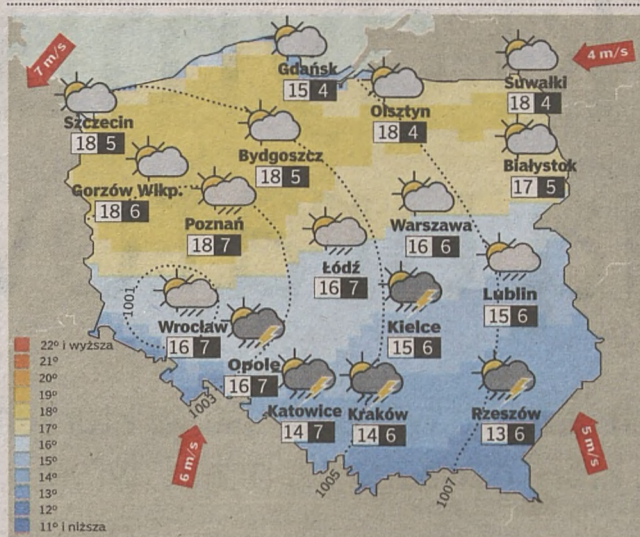 7 m/s
4 m/s
Gdańsk
15 4
Suwałki
18 4
Szczecin
18 5
Olsztyn
18 4
Bydgoszcz
18 5
Białystok
17 5
Gorzów Wlkp.
18 6
Poznań
18 7
Warszawa
16 6
Łódź
16 7
Lublin
15 6
1001
Wrocław
16 7
Kielce
15 6
Opole
16 7
Katowice
14 7
Kraków
14 6
Rzeszów
13 6
1003
1005
1007
6 m/s
5 m/s
22° i wyższa
21°
20°
19°
18°
17°
16°
15°
14°
13°
12°
11° i niższa